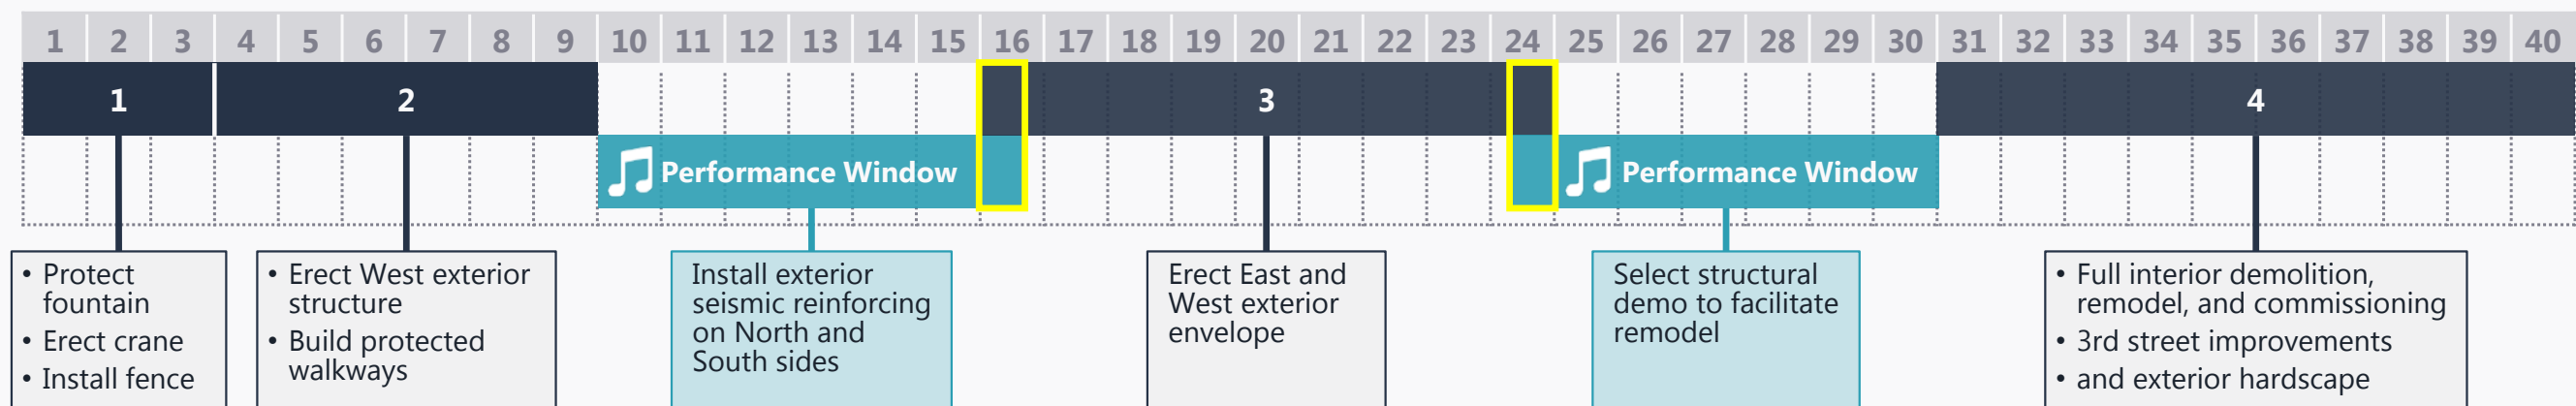 1 2 3 4 5 6 7 8 9 10 11 12 13 14 15 16 17 18 19 20 21 22 23 24 25 26 27 28 29 30 31 32 33 34 35 36 37 38 39 40
1 2 3 4
Performance Window
Performance Window
• Protect
fountain
• Erect crane
• Install fence
• Erect West exterior
structure
• Build protected
walkways
Install exterior
seismic reinforcing
on North and
South sides
Erect East and
West exterior
envelope
Select structural
demo to facilitate
remodel
• Full interior demolition,
remodel, and commissioning
• 3rd street improvements
• and exterior hardscape